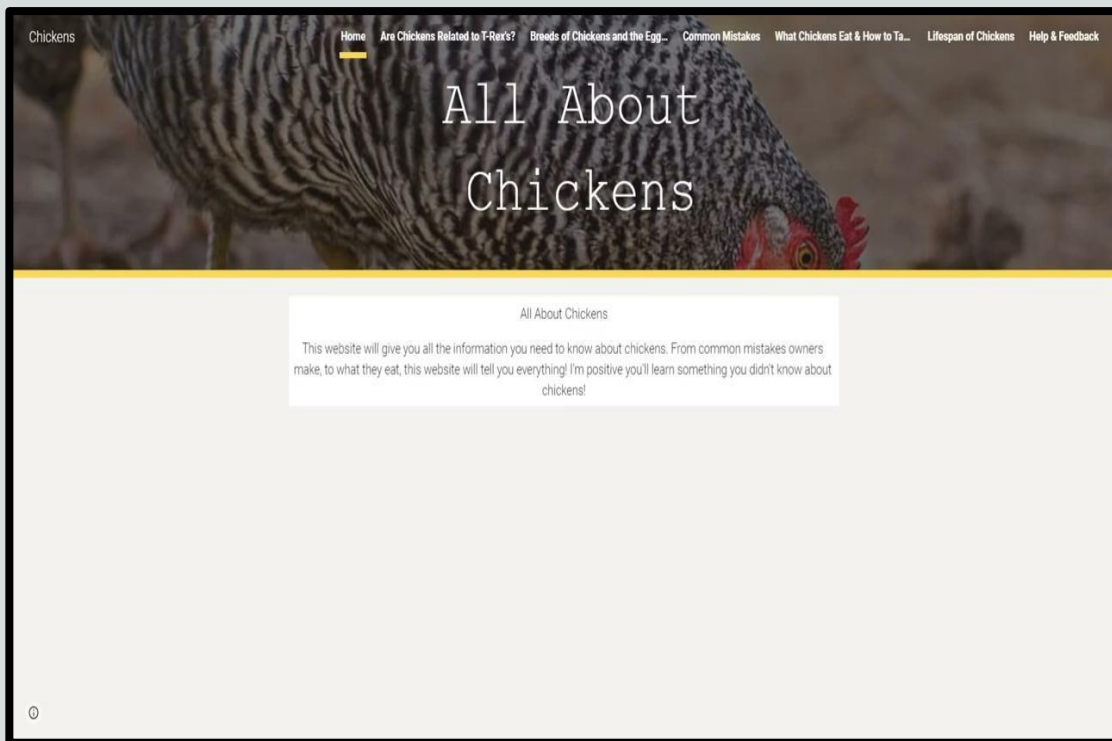 Chickens
Home Are Chickens Related to T-Rex's? Breeds of Chickens and the Egg... Common Mistakes What Chickens Eat & How to Ta... Lifespan of Chickens Help & Feedback
All About
Chickens
All About Chickens
This website will give you all the information you need to know about chickens. From common mistakes owners
make, to what they eat, this website will tell you everything! I'm positive you'll learn something you didn't know about
chickens!